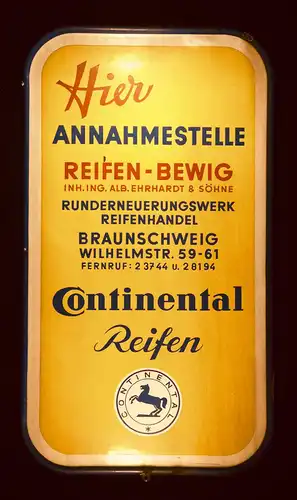 Hier
ANNAHMESTELLE
REIFEN-BEWIG
INH. ING. ALB. EHRHARDT & SÖHNE
RUNDERNEUERUNGSWERK
REIFENHANDEL
BRAUNSCHWEIG
WILHELMSTR. 59-61
FERNRUF: 23744 u. 28194
Continental
Reifen
CONTINENTAL